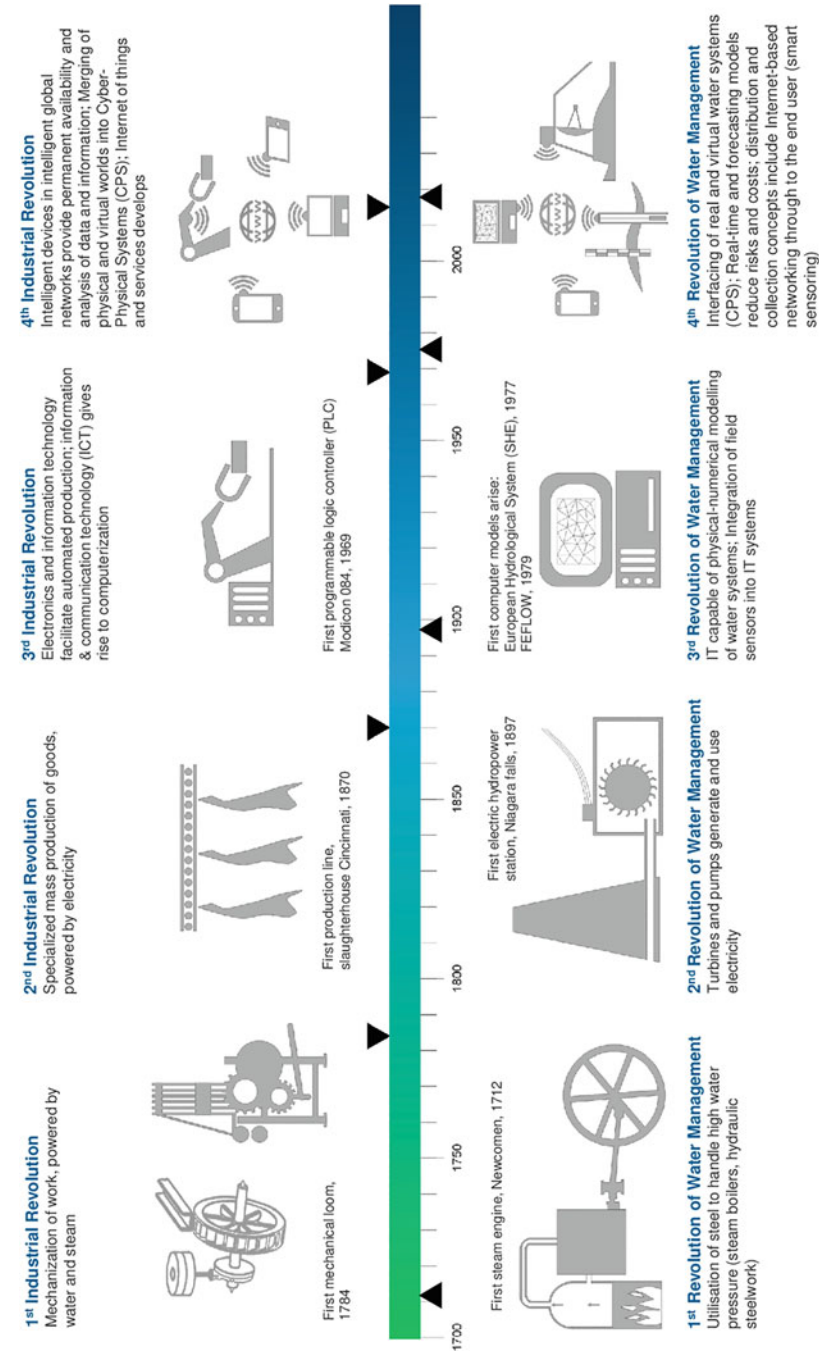 1st Industrial Revolution
Mechanization of work, powered by
water and steam
First mechanical loom,
1784
2nd Industrial Revolution
Specialized mass production of goods,
powered by electricity
First production line,
slaughterhouse Cincinnati, 1870
3rd Industrial Revolution
Electronics and information technology
facilitate automated production; information
& communication technology (ICT) gives
rise to computerization
First programmable logic controller (PLC)
Modicon 084, 1969
4th Industrial Revolution
Intelligent devices in intelligent global
networks provide permanent availability and
analysis of data and information; Merging of
physical and virtual worlds into Cyber-
Physical Systems (CPS); Internet of things
and services develops
WWW
1700
1750
1800
1850
1900
1950
2000
First steam engine, Newcomen, 1712
1st Revolution of Water Management
Utilisation of steel to handle high water
pressure (steam boilers, hydraulic
steelwork)
First electric hydropower
station, Niagara falls, 1897
2nd Revolution of Water Management
Turbines and pumps generate and use
electricity
First computer models arise:
European Hydrological System (SHE), 1977
FEFLOW, 1979
3rd Revolution of Water Management
IT capable of physical-numerical modelling
of water systems; Integration of field
sensors into IT systems
WWW
4th Revolution of Water Management
Interfacing of real and virtual water systems
(CPS); Real-time and forecasting models
reduce risks and costs; distribution and
collection concepts include Internet-based
networking through to the end user (smart
sensoring)